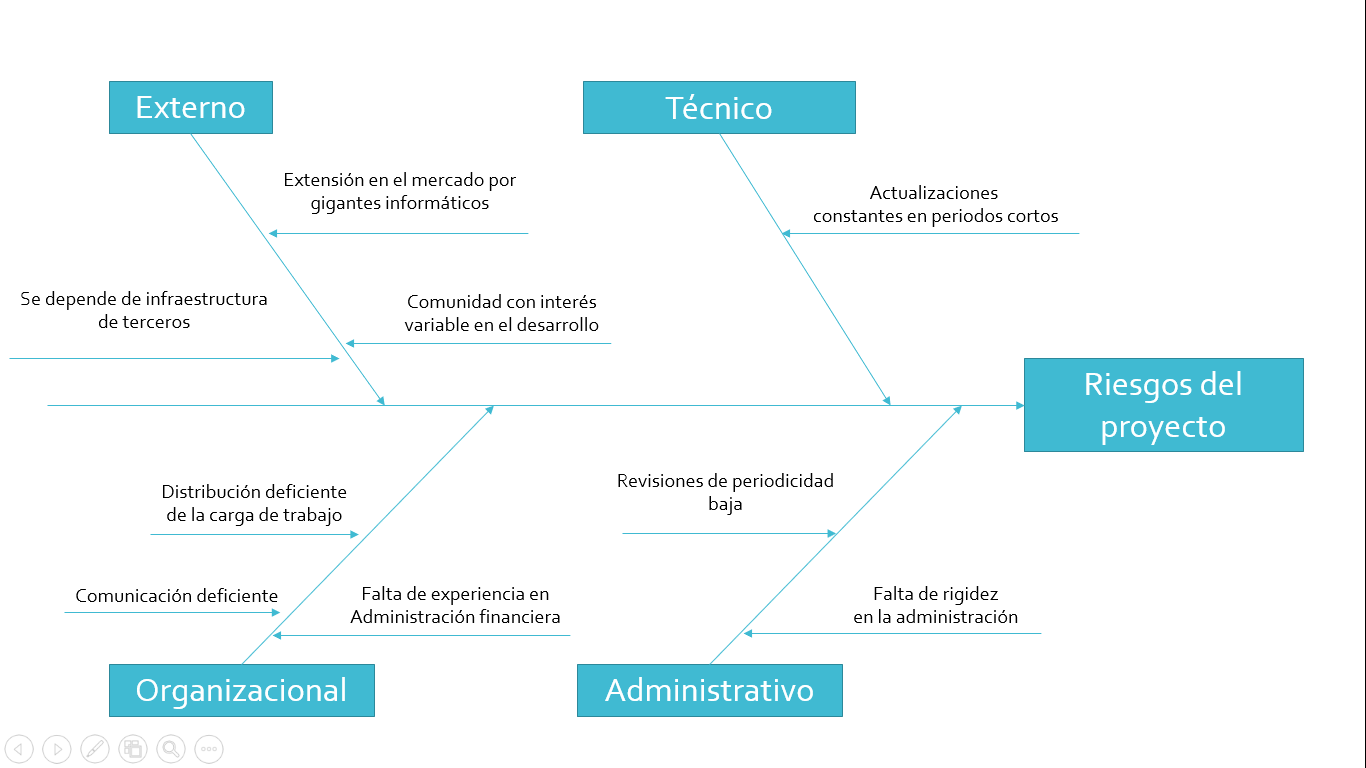 Externo
Técnico
Extensión en el mercado por
gigantes informáticos
Actualizaciones
constantes en periodos cortos
Se depende de infraestructura
de terceros
Comunidad con interés
variable en el desarrollo
Riesgos del
proyecto
Distribución deficiente
de la carga de trabajo
Revisiones de periodicidad
baja
Comunicación deficiente
Falta de experiencia en
Administración financiera
Falta de rigidez
en la administración
Organizacional
Administrativo